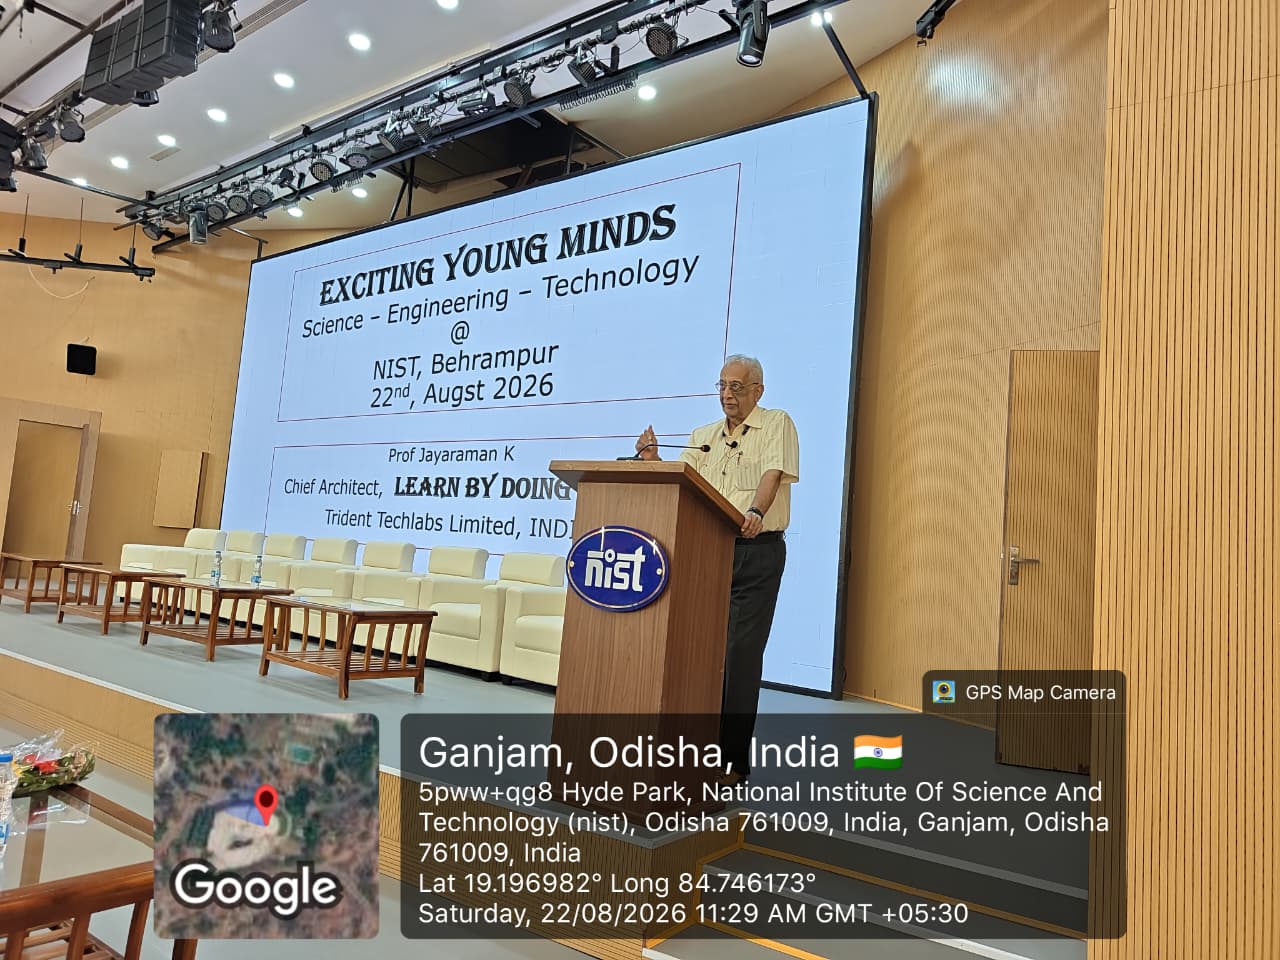 EXCITING YOUNG MINDS
Science – Engineering – Technology
@
NIST, Behrampur
22nd, Augst 2026
Prof Jayaraman K
Chief Architect, LEARN BY DOING
Trident Techlabs Limited, INDI
nist
GPS Map Camera
Ganjam, Odisha, India
5pww+qg8 Hyde Park, National Institute Of Science And
Technology (nist), Odisha 761009, India, Ganjam, Odisha
761009, India
Lat 19.196982° Long 84.746173°
Saturday, 22/08/2026 11:29 AM GMT +05:30
Google